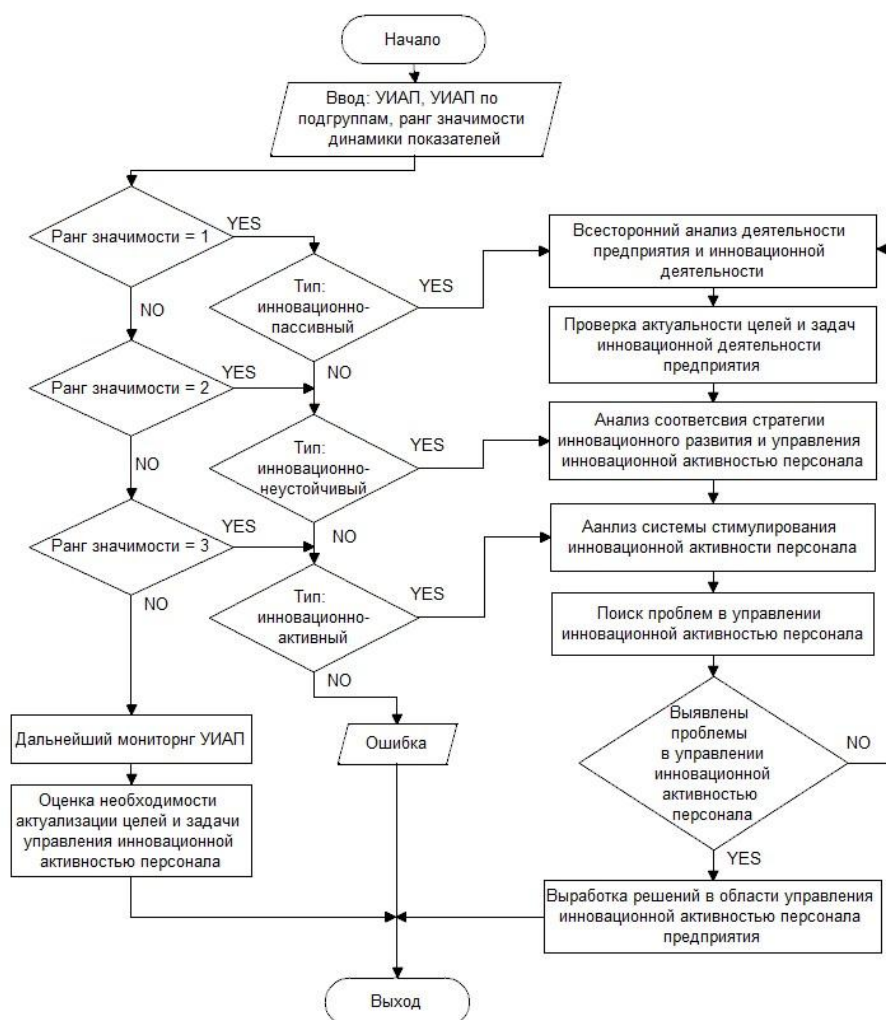 Начало
Ввод: УИАП, УИАП по
подгруппам, ранг значимости
динамики показателей
Ранг значимости = 1
YES
NO
Тип:
инновационно-
пассивный
YES
NO
Всесторонний анализ деятельности
предприятия и инновационной
деятельности
Проверка актуальности целей и задач
инновационной деятельности
предприятия
Ранг значимости = 2
YES
NO
Тип:
инновационно-
неустойчивый
YES
NO
Анализ соответсвия стратегии
инновационного развития и управления
инновационной активностью персонала
Ранг значимости = 3
YES
NO
Тип:
инновационно-
активный
YES
NO
Аанлиз системы стимулирования
инновационной активности персонала
Поиск проблем в управлении
инновационной активностью персонала
Выявлены
проблемы
в управлении
инновационной
активностью
персонала
NO
YES
Дальнейший мониторнг УИАП
Ошибка
Оценка необходимости
актуализации целей и задачи
управления инновационной
активностью персонала
Выработка решений в области управления
инновационной активностью персонала
предприятия
Выход